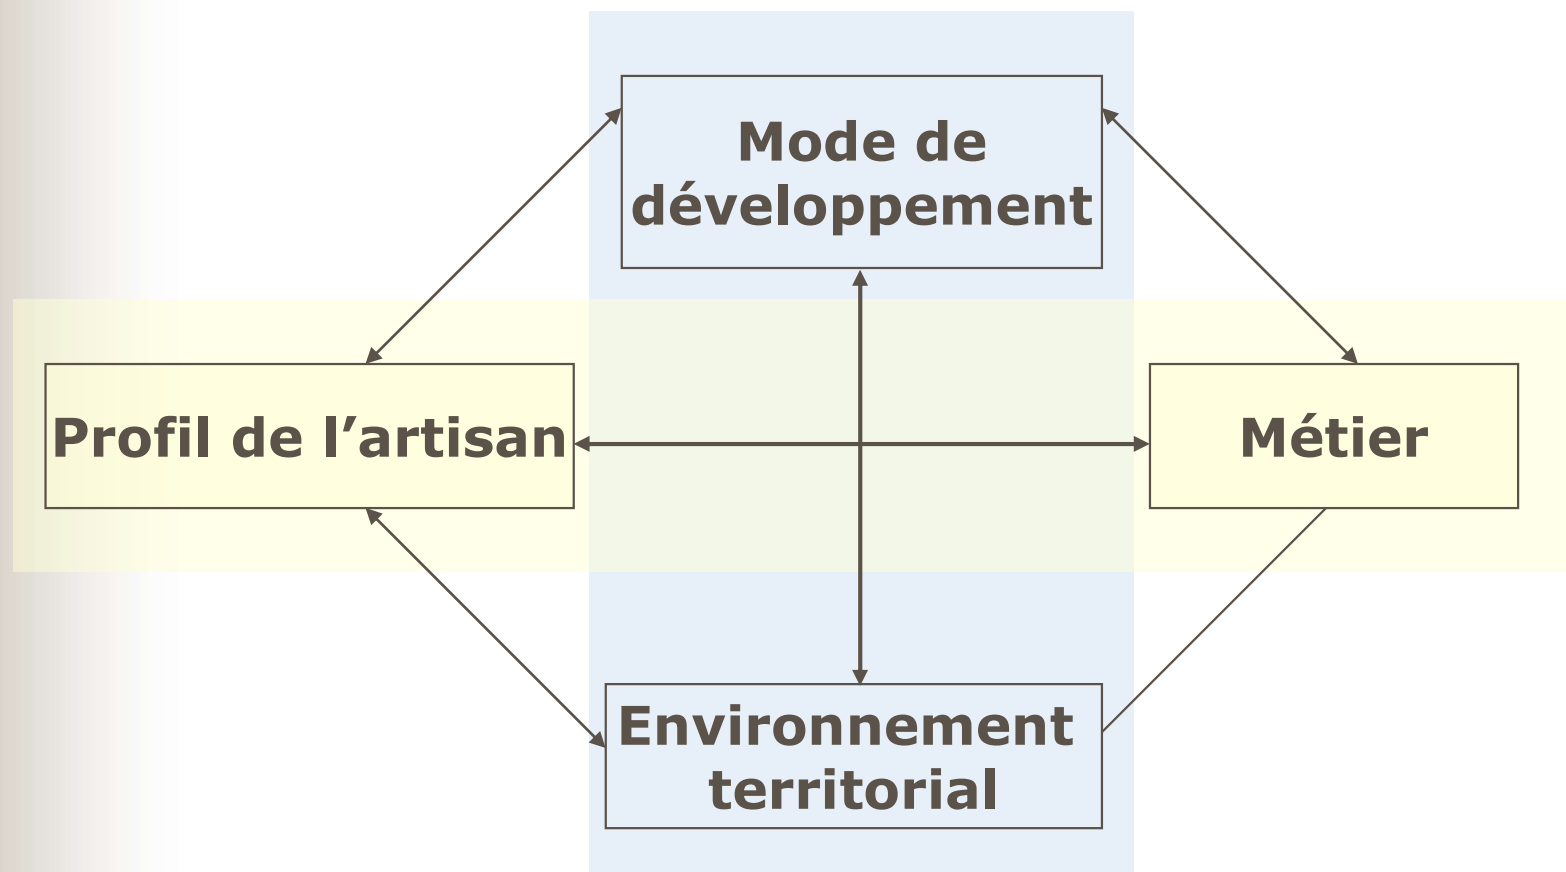 Mode de
développement
Profil de l’artisan
Métier
Environnement
territorial